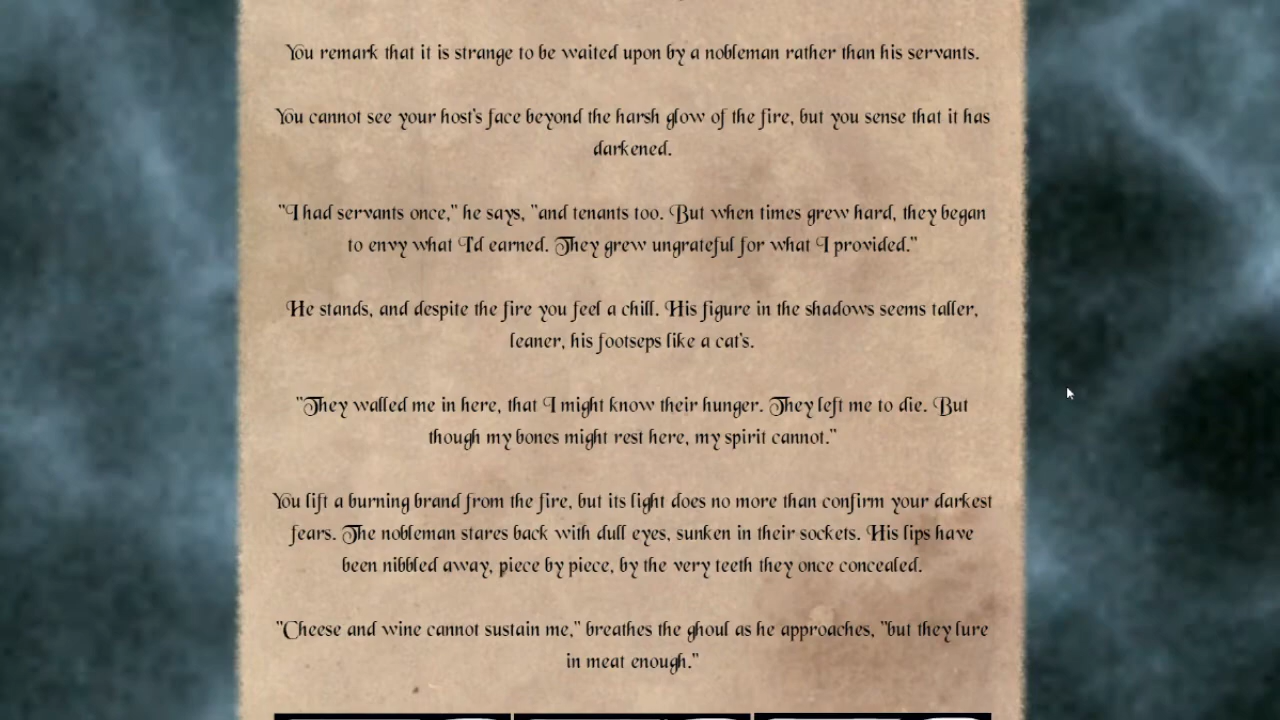 You remark that it is strange to be waited upon by a nobleman rather than his servants.
You cannot see your host's face beyond the harsh glow of the fire, but you sense that it has
darkened.
"I had servants once," he says, "and tenants too. But when times grew hard, they began
to envy what I'd earned. They grew ungrateful for what I provided."
He stands, and despite the fire you feel a chill. His figure in the shadows seems taller,
leaner, his footseps like a cat's.
"They walled me in here, that I might know their hunger. They left me to die. But
though my bones might rest here, my spirit cannot."
You lift a burning brand from the fire, but its light does no more than confirm your darkest
fears. The nobleman stares back with dull eyes, sunken in their sockets. His lips have
been nibbled away, piece by piece, by the very teeth they once concealed.
"Cheese and wine cannot sustain me," breathes the ghoul as he approaches, "but they lure
in meat enough."